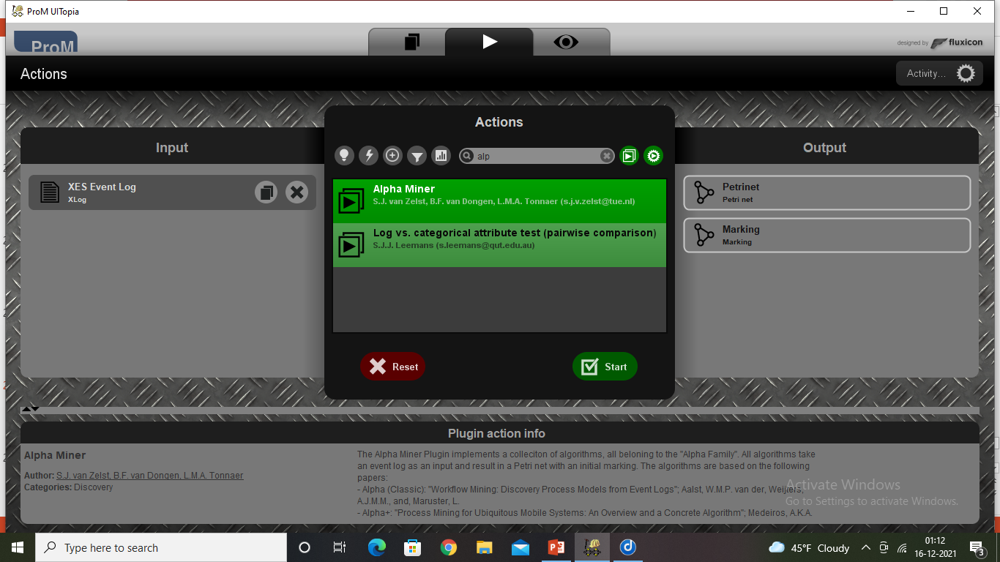 ProM UITopia
ProM
designed by fluxicon
Actions
Activity...
Input
XES Event Log
XLog
Actions
alp
Alpha Miner
S.J. van Zelst, B.F. van Dongen, L.M.A. Tonnaer (s.j.v.zelst@tue.nl)
Log vs. categorical attribute test (pairwise comparison)
S.J.J. Leemans (s.leemans@qut.edu.au)
Reset
Start
Output
Petrinet
Petri net
Marking
Marking
Plugin action info
Alpha Miner
Author: S.J. van Zelst, B.F. van Dongen, L.M.A. Tonnaer
Categories: Discovery
The Alpha Miner Plugin implements a colleciton of algorithms, all beloning to the "Alpha Family". All algorithms take
an event log as an input and result in a Petri net with an initial marking. The algorithms are based on the following
papers:
- Alpha (Classic): "Workflow Mining: Discovery Process Models from Event Logs"; Aalst, W.M.P. van der, Weijters,
A.J.M.M., and, Maruster, L.
- Alpha+: "Process Mining for Ubiquitous Mobile Systems: An Overview and a Concrete Algorithm"; Medeiros, A.K.A.
Activate Windows
Go to Settings to activate Windows.
Type here to search
45°F Cloudy
01:12
16-12-2021
3